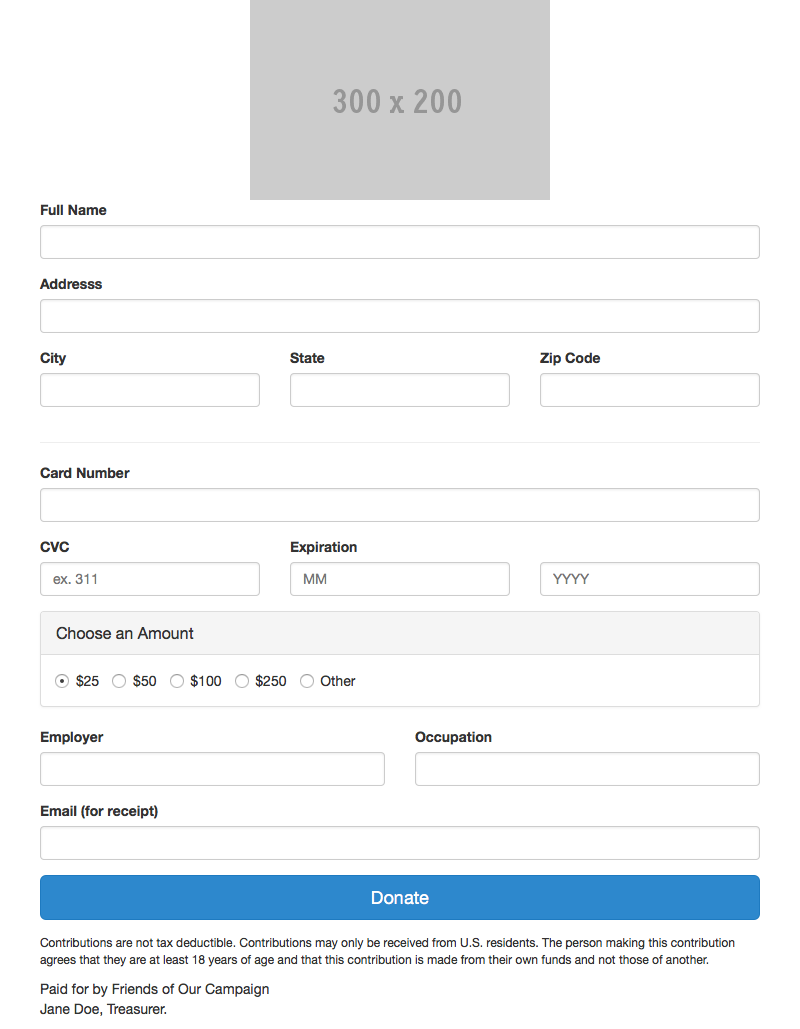 300 x 200
Full Name
Addresss
City State Zip Code
Card Number
CVC Expiration
ex. 311 MM YYYY
Choose an Amount
$25 $50 $100 $250 Other
Employer Occupation
Email (for receipt)
Donate
Contributions are not tax deductible. Contributions may only be received from U.S. residents. The person making this contribution
agrees that they are at least 18 years of age and that this contribution is made from their own funds and not those of another.
Paid for by Friends of Our Campaign
Jane Doe, Treasurer.